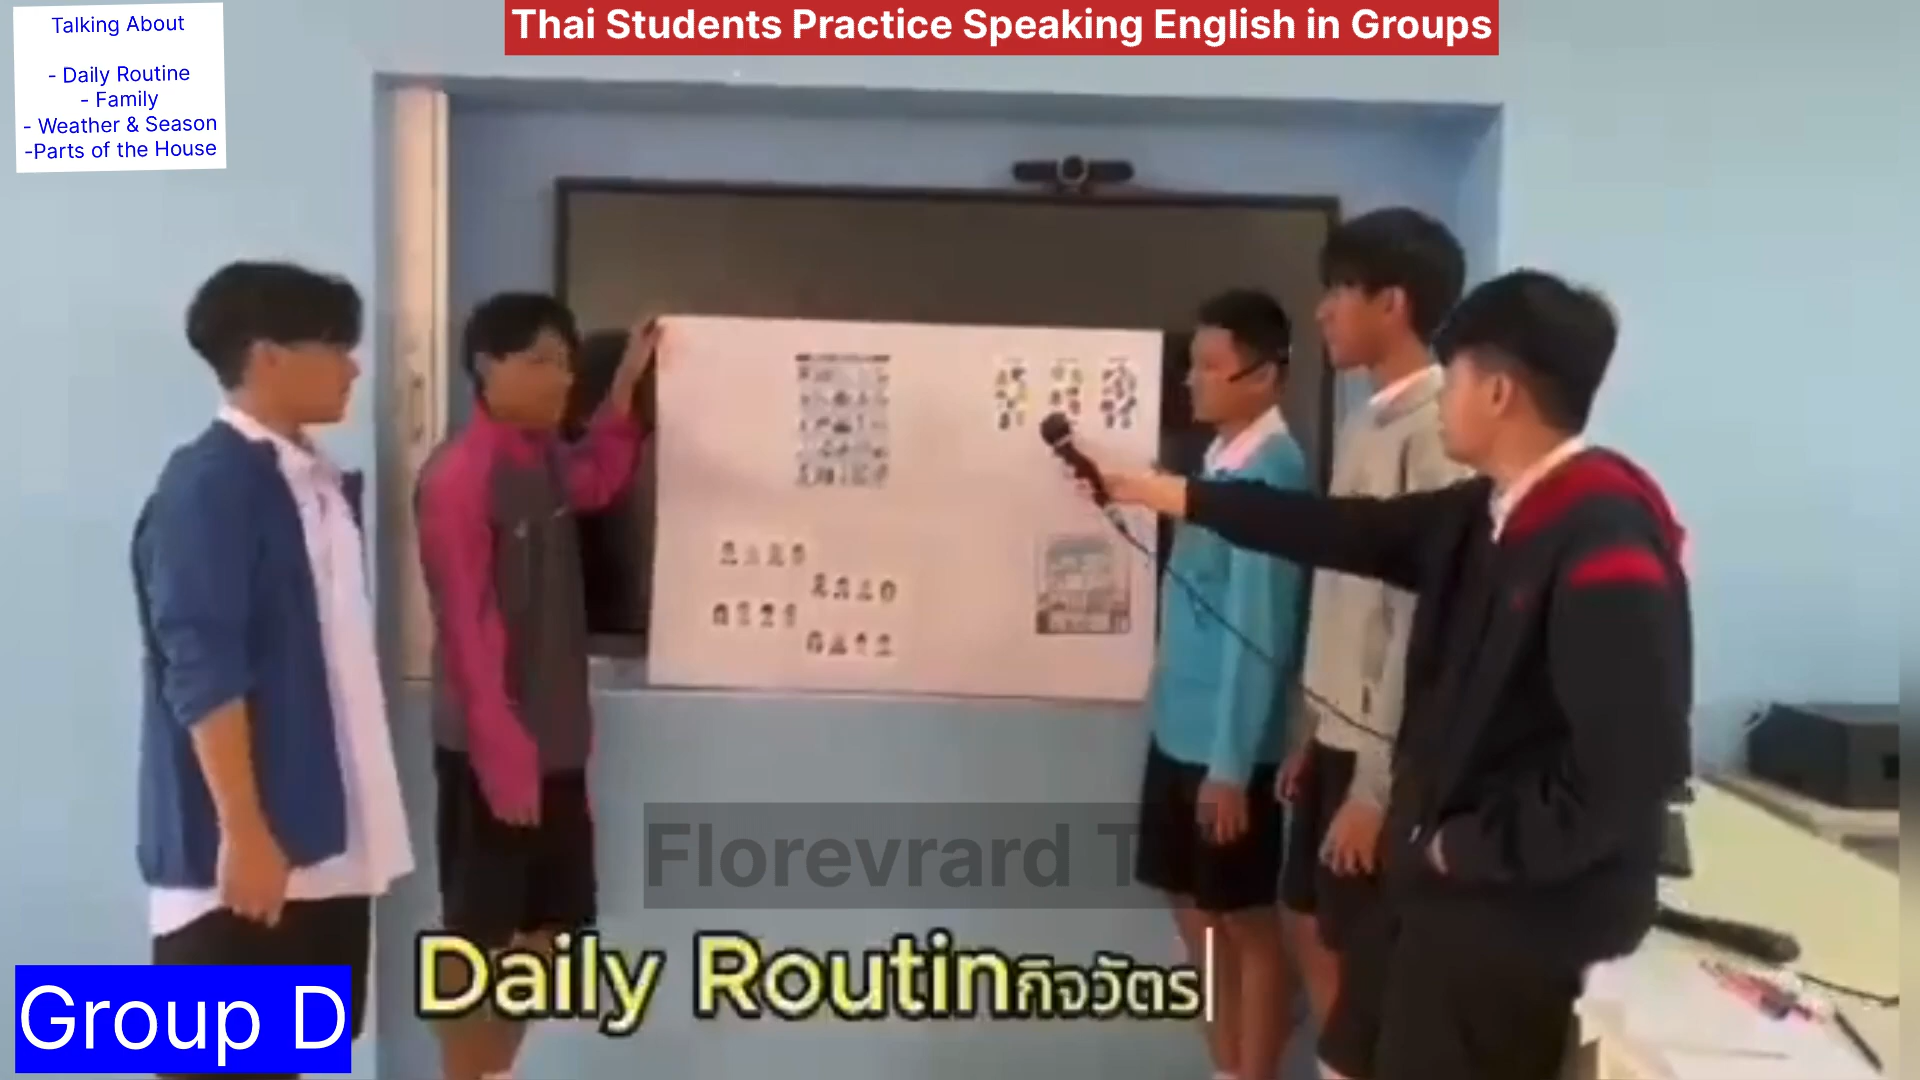 Talking About
- Daily Routine
- Family
- Weather & Season
-Parts of the House
Thai Students Practice Speaking English in Groups
Florevrard T
Daily Routinกิจวัตร
Group D